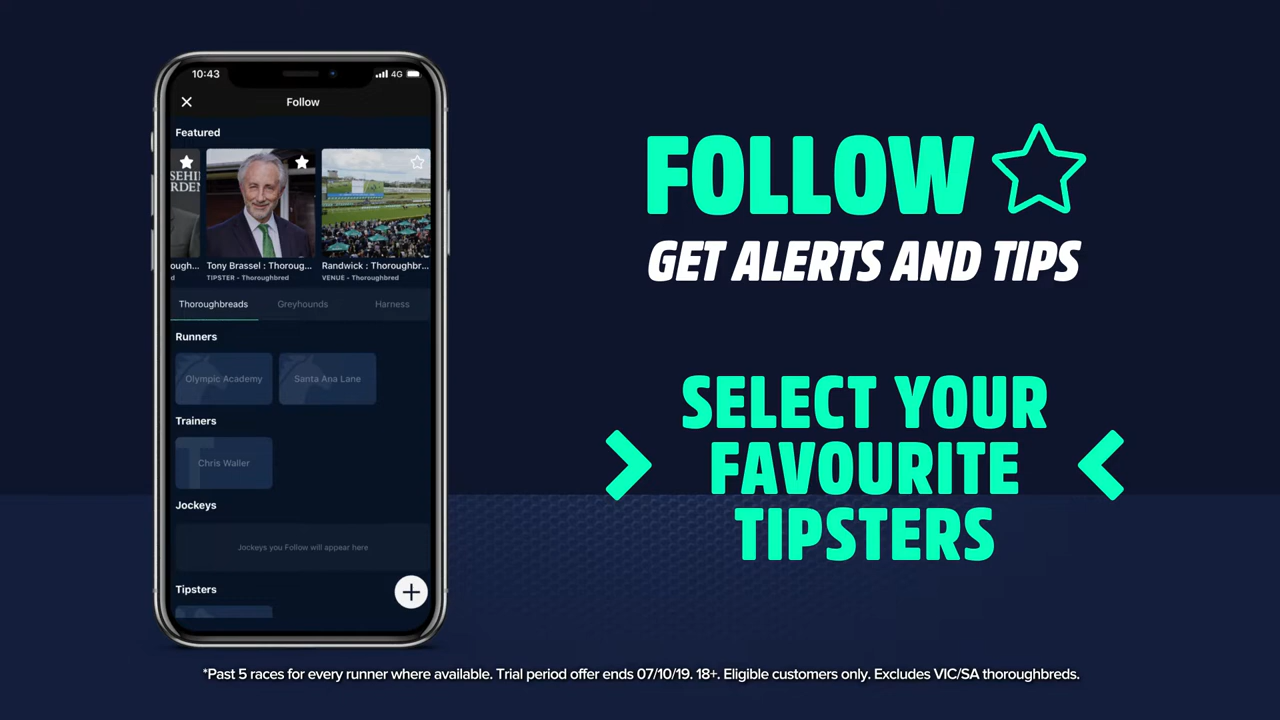 10:43
4G
Follow
Featured
Tony Brassel : Thoroug...
TIPSTER - Thoroughbred
Randwick : Thoroughbr...
VENUE - Thoroughbred
Thoroughbreads
Greyhounds
Harness
Runners
Olympic Academy
Santa Ana Lane
Trainers
Chris Waller
Jockeys
Jockeys you Follow will appear here
Tipsters
FOLLOW
GET ALERTS AND TIPS
SELECT YOUR
FAVOURITE
TIPSTERS
*Past 5 races for every runner where available. Trial period offer ends 07/10/19. 18+. Eligible customers only. Excludes VIC/SA thoroughbreds.